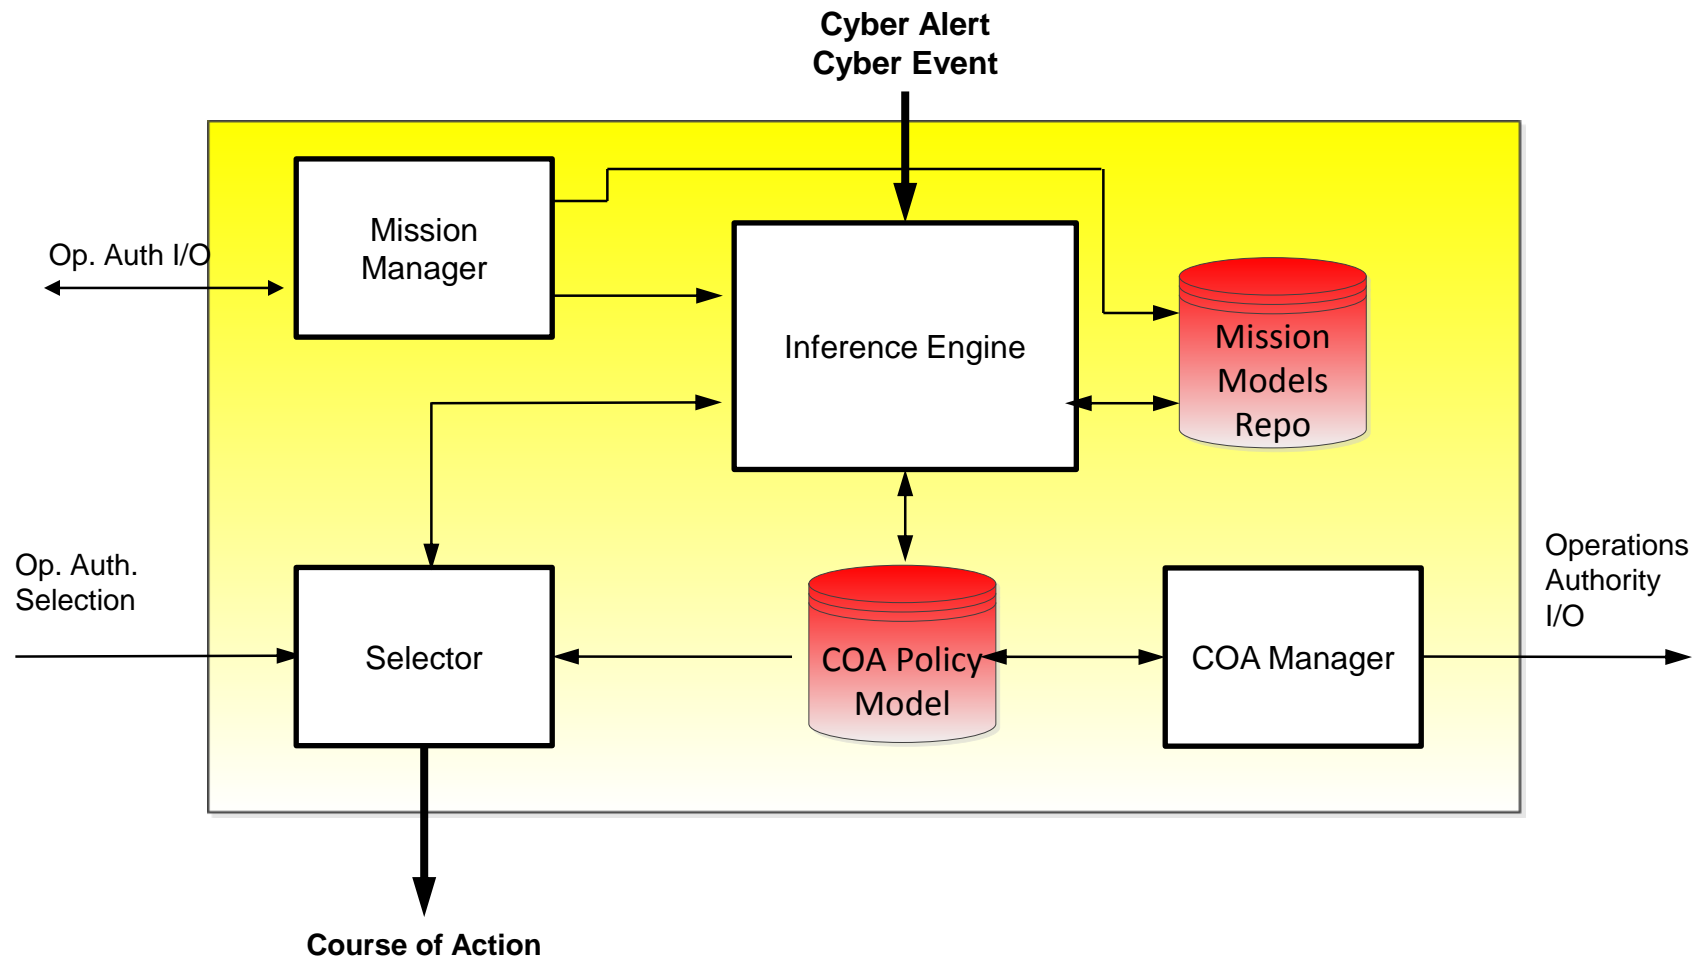 Cyber Alert
Cyber Event
Mission
Manager
Op. Auth I/O
Inference Engine
Mission
Models
Repo
Op. Auth.
Selection
Selector
COA Policy
Model
COA Manager
Operations
Authority
I/O
Course of Action